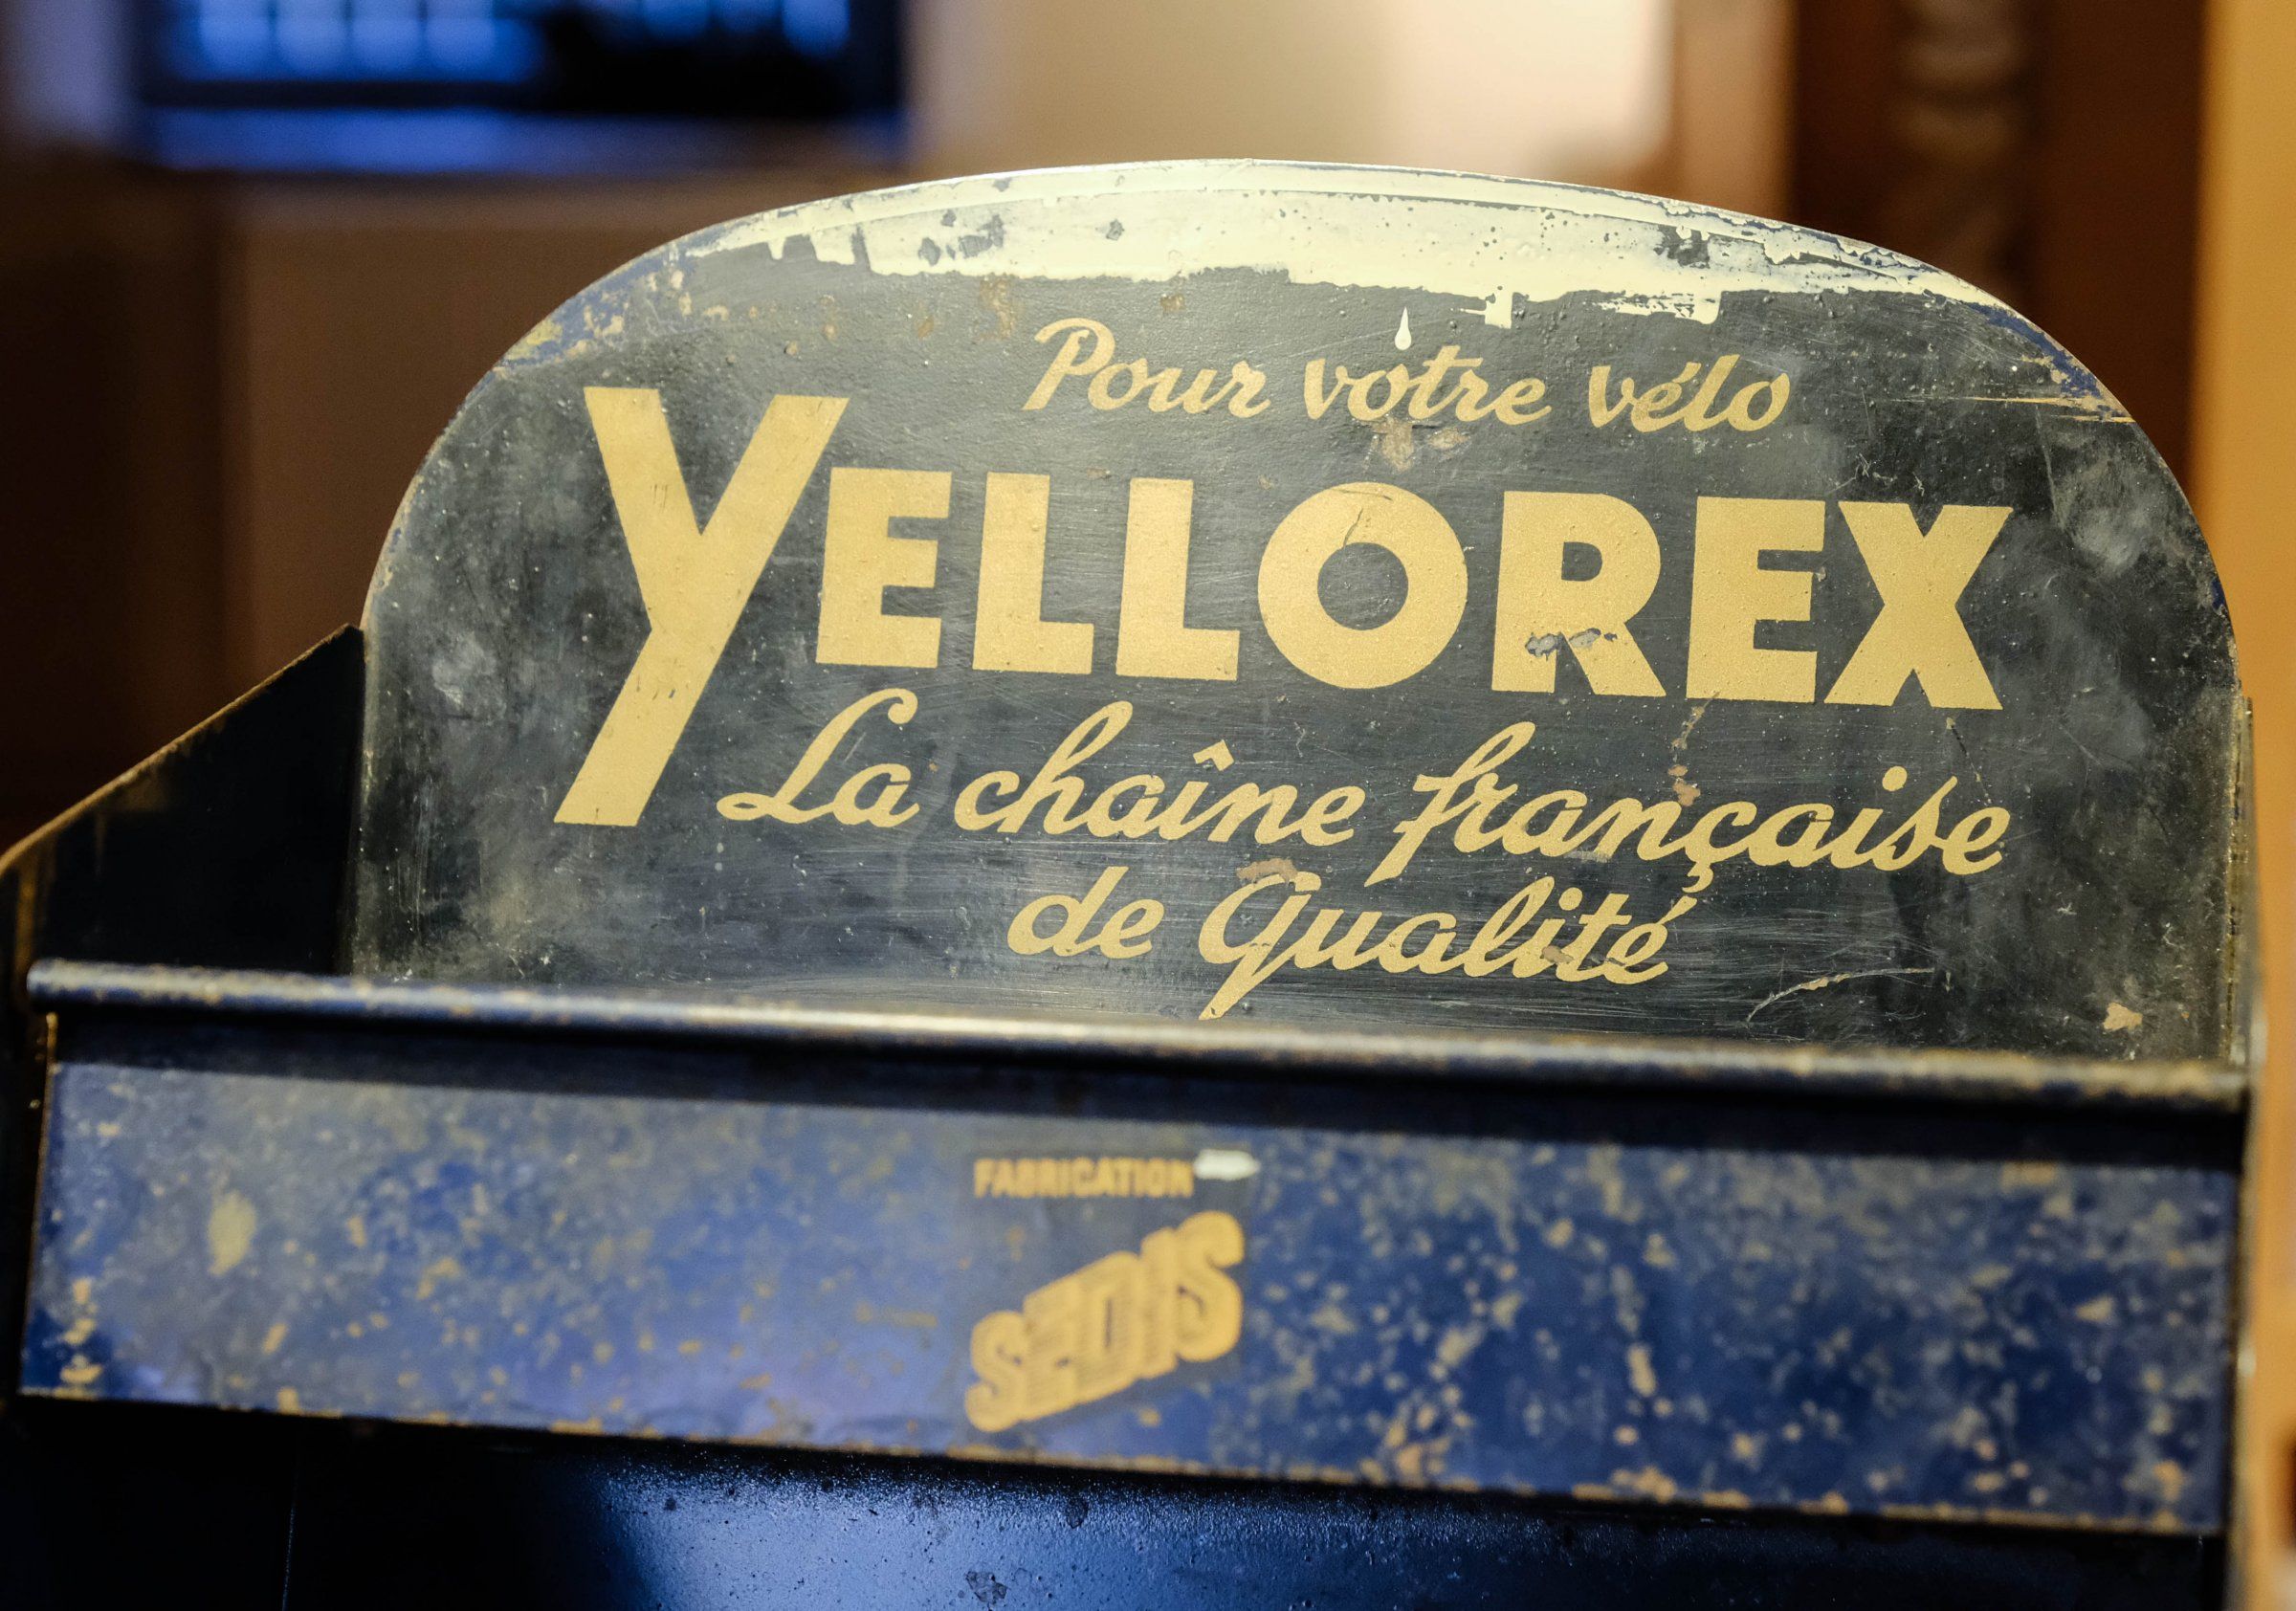 Pour votre vélo
YELLOREX
La chaîne française
de Qualité
FABRICATION
SEDIS